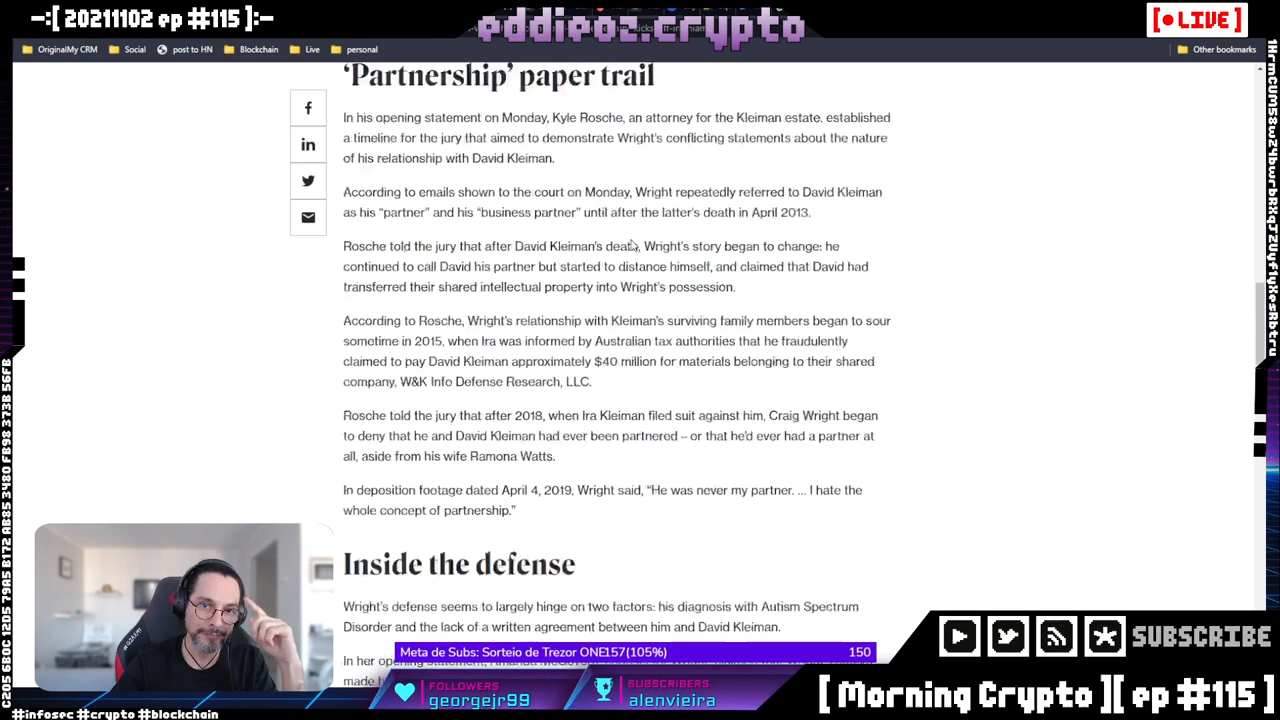 —:[ 20211102 ep #115 ]:—
eddieoz.crypto
[● LIVE]
OriginalMy CRM
Social
post to HN
Blockchain
Live
personal
Other bookmarks
‘Partnership’ paper trail
In his opening statement on Monday, Kyle Rosche, an attorney for the Kleiman estate. established
a timeline for the jury that aimed to demonstrate Wright’s conflicting statements about the nature
of his relationship with David Kleiman.
According to emails shown to the court on Monday, Wright repeatedly referred to David Kleiman
as his “partner” and his “business partner” until after the latter’s death in April 2013.
Rosche told the jury that after David Kleiman’s death, Wright’s story began to change: he
continued to call David his partner but started to distance himself, and claimed that David had
transferred their shared intellectual property into Wright’s possession.
According to Rosche, Wright’s relationship with Kleiman’s surviving family members began to sour
sometime in 2015, when Ira was informed by Australian tax authorities that he fraudulently
claimed to pay David Kleiman approximately $40 million for materials belonging to their shared
company, W&K Info Defense Research, LLC.
Rosche told the jury that after 2018, when Ira Kleiman filed suit against him, Craig Wright began
to deny that he and David Kleiman had ever been partnered -- or that he’d ever had a partner at
all, aside from his wife Ramona Watts.
In deposition footage dated April 4, 2019, Wright said, “He was never my partner. ... I hate the
whole concept of partnership.”
Inside the defense
Wright’s defense seems to largely hinge on two factors: his diagnosis with Autism Spectrum
Disorder and the lack of a written agreement between him and David Kleiman.
In her opening statement, Amanda
made
Meta de Subs: Sorteio de Trezor ONE157(105%) 150
FOLLOWERS
georgejr99
SUBSCRIBERS
alenvieira
SUBSCRIBE
[ Morning Crypto ][ ep #115 ]
#infosec #crypto #blockchain